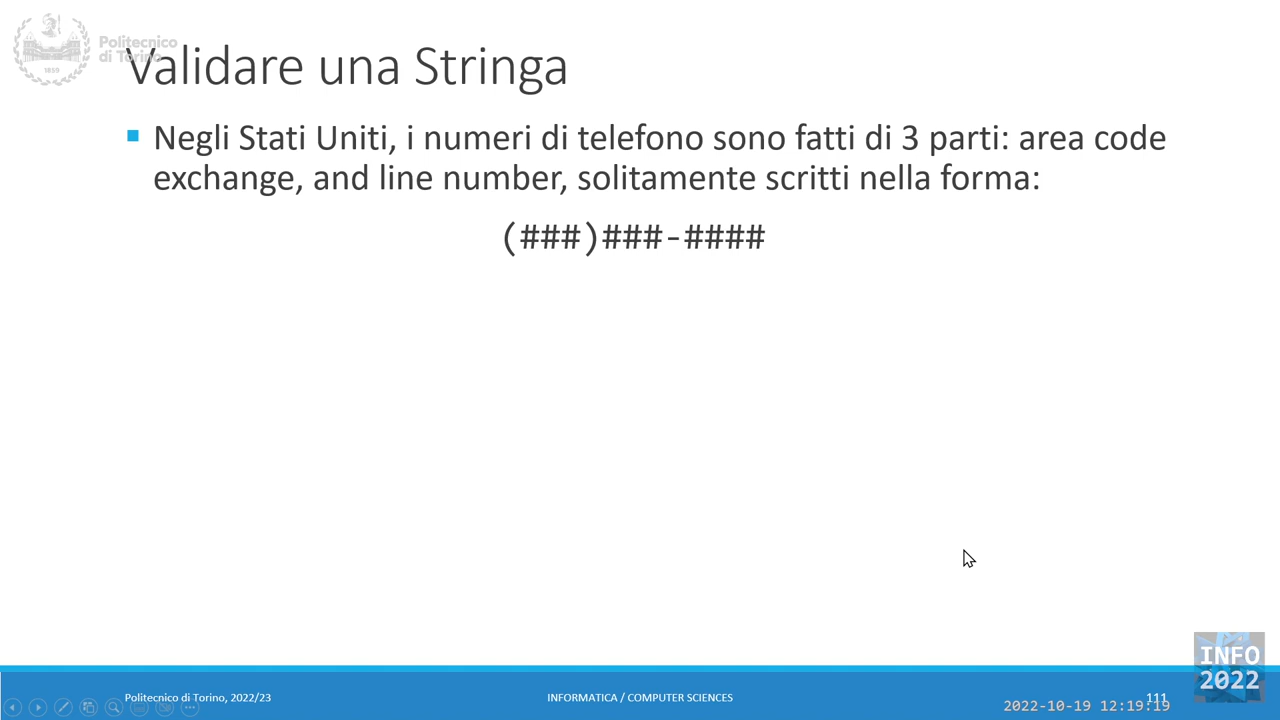 Politecnico
di Torino
1859
Validare una Stringa
Negli Stati Uniti, i numeri di telefono sono fatti di 3 parti: area code
exchange, and line number, solitamente scritti nella forma:
(###)###-####
INFO
2022
Politecnico di Torino, 2022/23
INFORMATICA / COMPUTER SCIENCES
111
2022-10-19 12:19:19